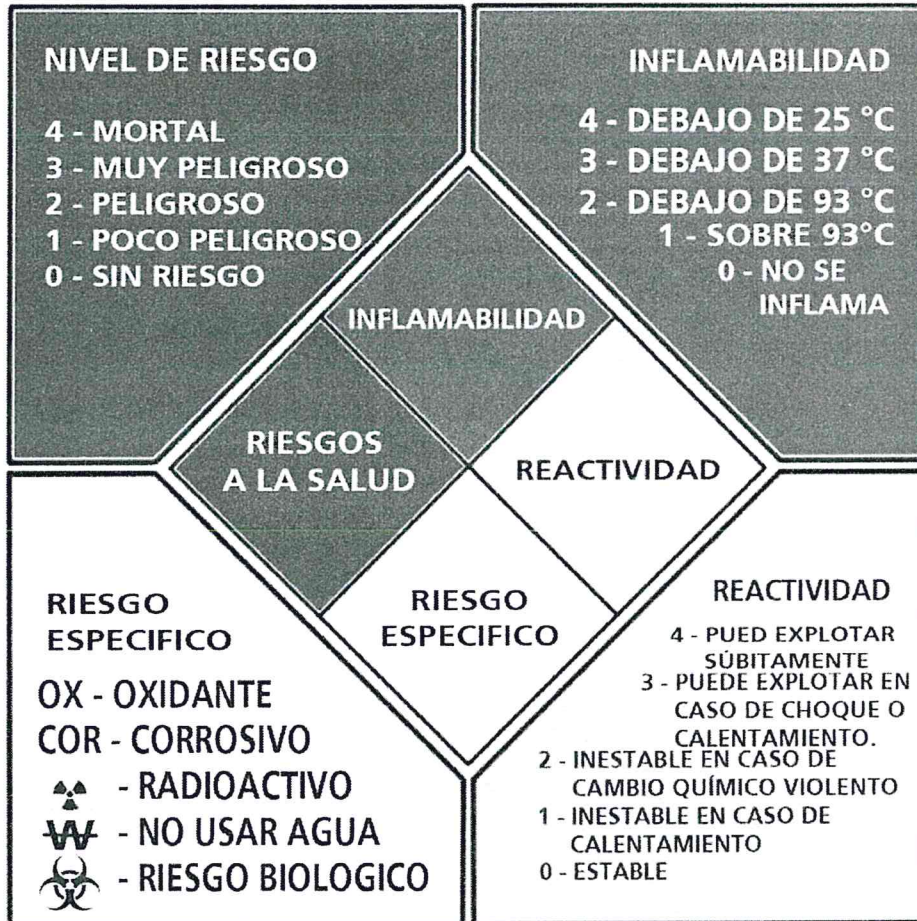 NIVEL DE RIESGO
4 - MORTAL
3 - MUY PELIGROSO
2 - PELIGROSO
1 - POCO PELIGROSO
0 - SIN RIESGO
INFLAMABILIDAD
4 - DEBAJO DE 25 °C
3 - DEBAJO DE 37 °C
2 - DEBAJO DE 93 °C
1 - SOBRE 93°C
0 - NO SE
INFLAMA
INFLAMABILIDAD
RIESGOS
A LA SALUD
REACTIVIDAD
RIESGO
ESPECIFICO
RIESGO
ESPECIFICO
OX - OXIDANTE
COR - CORROSIVO
- RADIOACTIVO
W - NO USAR AGUA
- RIESGO BIOLOGICO
REACTIVIDAD
4 - PUED EXPLOTAR
SÚBITAMENTE
3 - PUEDE EXPLOTAR EN
CASO DE CHOQUE O
CALENTAMIENTO.
2 - INESTABLE EN CASO DE
CAMBIO QUÍMICO VIOLENTO
1 - INESTABLE EN CASO DE
CALENTAMIENTO
0 - ESTABLE